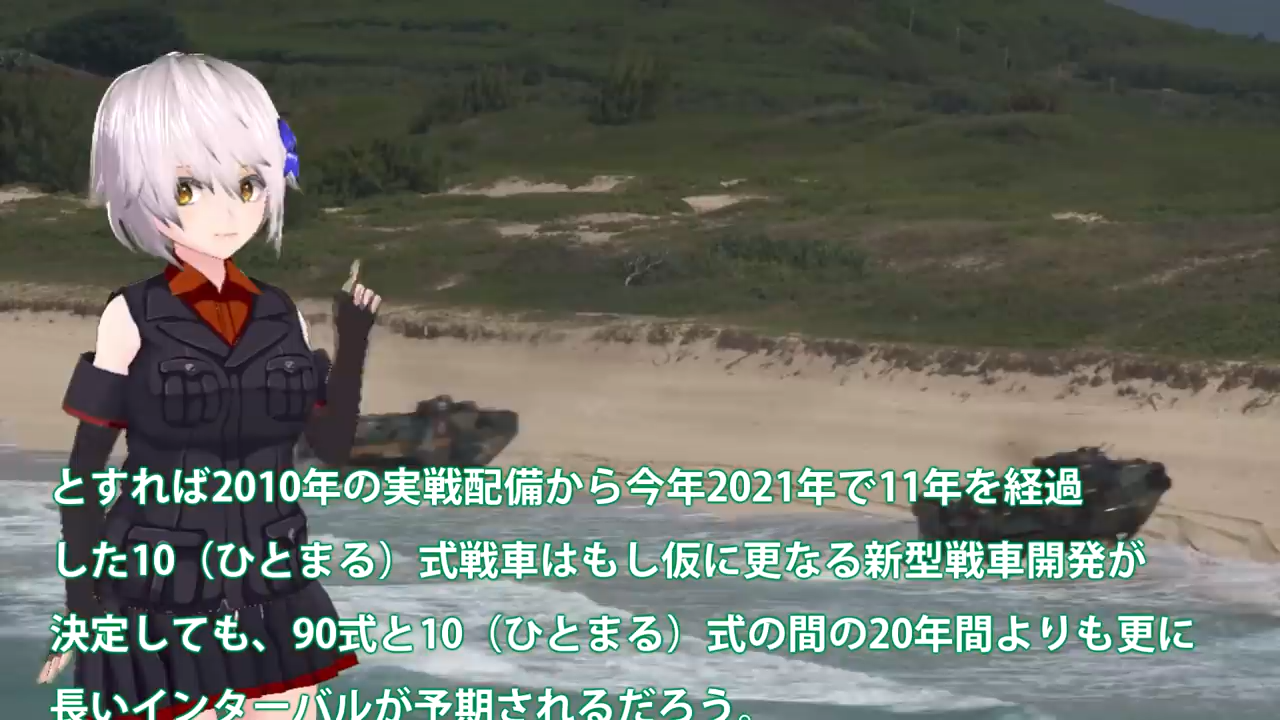 とすれば2010年の実戦配備から今年2021年で11年を経過
した10（ひとまる）式戦車はもし仮に更なる新型戦車開発が
決定しても、90式と10（ひとまる）式の間の20年間よりも更に
長いインターバルが予期されるだろう。